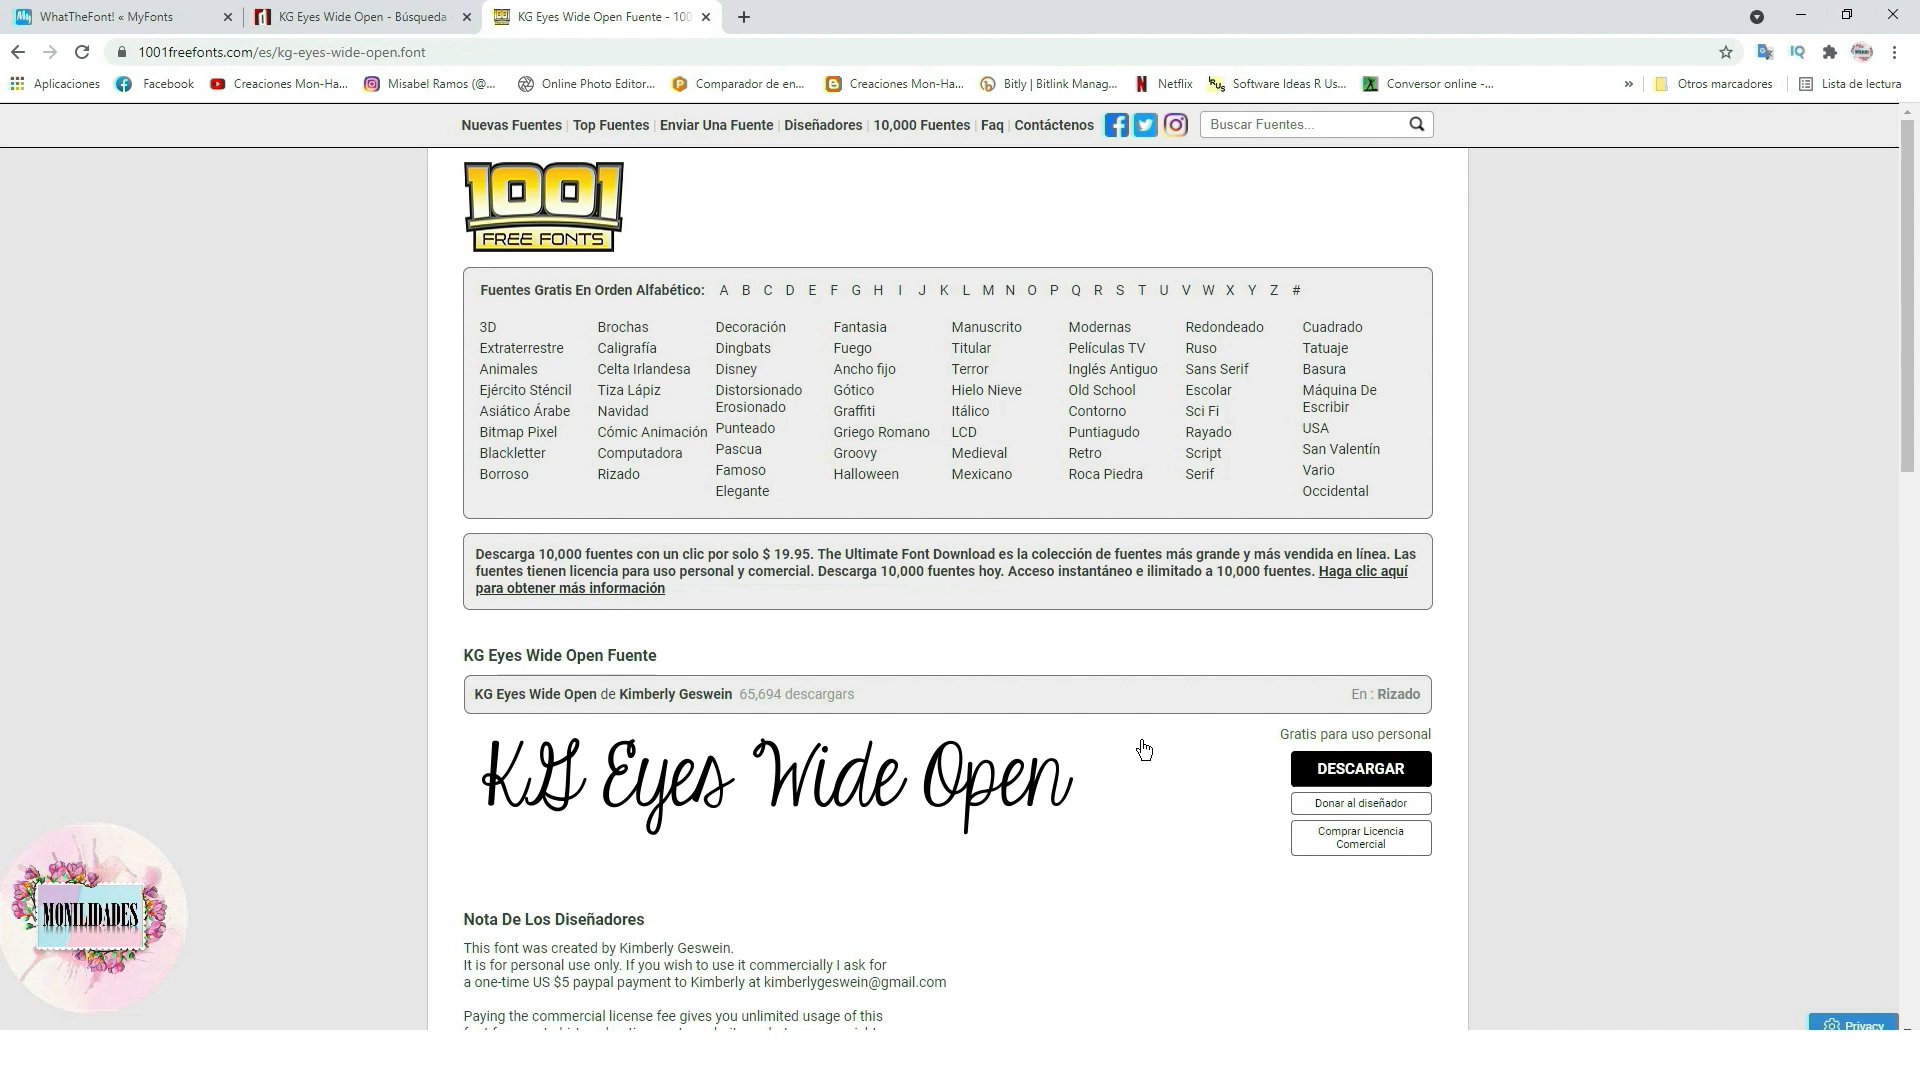 WhatTheFont! « MyFonts
KG Eyes Wide Open - Búsqueda
KG Eyes Wide Open Fuente - 100
1001freefonts.com/es/kg-eyes-wide-open.font
Aplicaciones
Facebook
Creaciones Mon-Ha...
Misabel Ramos (@...
Online Photo Editor...
Comparador de en...
Creaciones Mon-Ha...
Bitly | Bitlink Manag...
Netflix
Software Ideas R Us...
Conversor online -...
»
Otros marcadores
Lista de lectura
Nuevas Fuentes | Top Fuentes | Enviar Una Fuente | Diseñadores | 10,000 Fuentes | Faq | Contáctenos
Buscar Fuentes...
1001
FREE FONTS
Fuentes Gratis En Orden Alfabético: A B C D E F G H I J K L M N O P Q R S T U V W X Y Z #
3D
Extraterrestre
Animales
Ejército Sténcil
Asiático Árabe
Bitmap Pixel
Blackletter
Borroso
Brochas
Caligrafía
Celta Irlandesa
Tiza Lápiz
Navidad
Cómic Animación
Computadora
Rizado
Decoración
Dingbats
Disney
Distorsionado
Erosionado
Punteado
Pascua
Famoso
Elegante
Fantasia
Fuego
Ancho fijo
Gótico
Graffiti
Griego Romano
Groovy
Halloween
Manuscrito
Titular
Terror
Hielo Nieve
Itálico
LCD
Medieval
Mexicano
Modernas
Películas TV
Inglés Antiguo
Old School
Contorno
Puntiagudo
Retro
Roca Piedra
Redondeado
Ruso
Sans Serif
Escolar
Sci Fi
Rayado
Script
Serif
Cuadrado
Tatuaje
Basura
Máquina De
Escribir
USA
San Valentín
Vario
Occidental
Descarga 10,000 fuentes con un clic por solo $ 19.95. The Ultimate Font Download es la colección de fuentes más grande y más vendida en línea. Las
fuentes tienen licencia para uso personal y comercial. Descarga 10,000 fuentes hoy. Acceso instantáneo e ilimitado a 10,000 fuentes. Haga clic aquí
para obtener más información
KG Eyes Wide Open Fuente
KG Eyes Wide Open de Kimberly Geswein 65,694 descargars
En : Rizado
KG Eyes Wide Open
Gratis para uso personal
DESCARGAR
Donar al diseñador
Comprar Licencia
Comercial
MONILIDADES
Nota De Los Diseñadores
This font was created by Kimberly Geswein.
It is for personal use only. If you wish to use it commercially I ask for
a one-time US $5 paypal payment to Kimberly at kimberlygeswein@gmail.com
Paying the commercial license fee gives you unlimited usage of this
Privacy